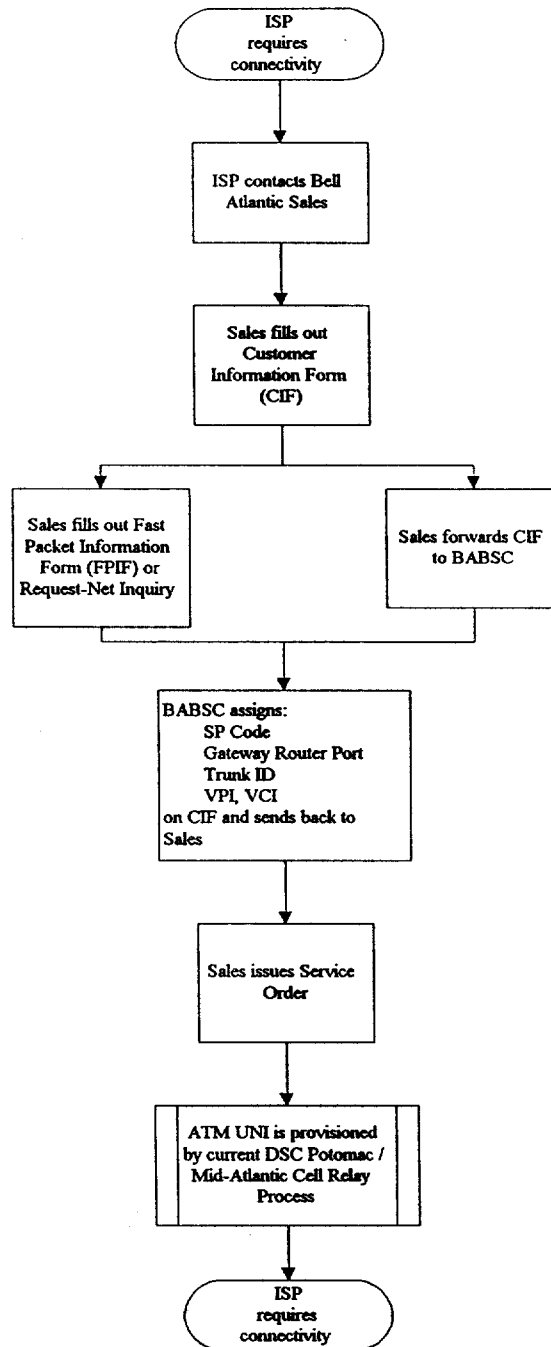 ISP
requires
connectivity
ISP contacts Bell
Atlantic Sales
Sales fills out
Customer
Information Form
(CIF)
Sales fills out Fast
Packet Information
Form (FPIF) or
Request-Net Inquiry
Sales forwards CIF
to BABSC
BABSC assigns:
SP Code
Gateway Router Port
Trunk ID
VPI, VCI
on CIF and sends back to
Sales
Sales issues Service
Order
ATM UNI is provisioned
by current DSC Potomac /
Mid-Atlantic Cell Relay
Process
ISP
requires
connectivity